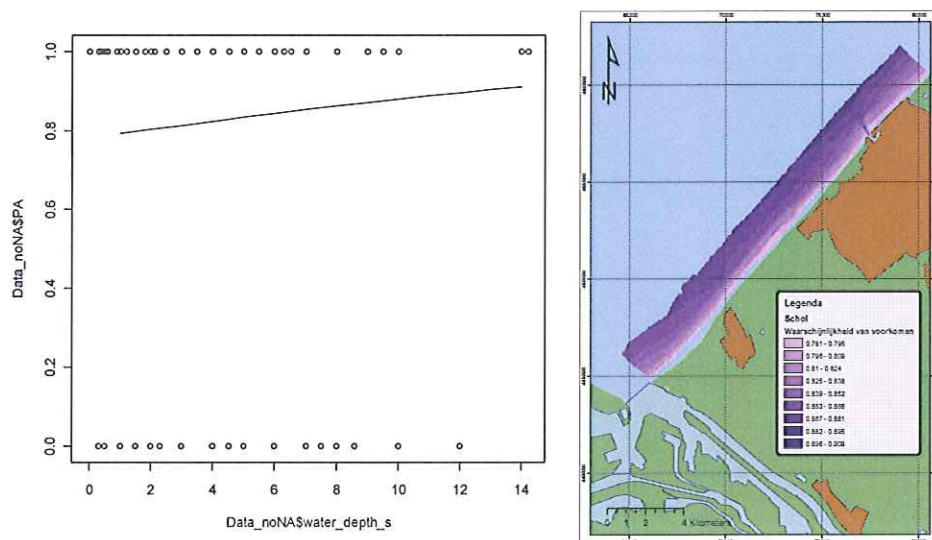 1.0
0.8
0.6
0.4
0.2
0.0
Data_noNA$PA
0 2 4 6 8 10 12 14
Data_noNA$water_depth_s
N
Legenda
Schol
Waarschijnlijkheid van voorkomen
0.781 - 0.795
0.796 - 0.809
0.81 - 0.824
0.825 - 0.838
0.839 - 0.852
0.853 - 0.866
0.867 - 0.881
0.882 - 0.895
0.896 - 0.909
0 1 2 4 Kilometers